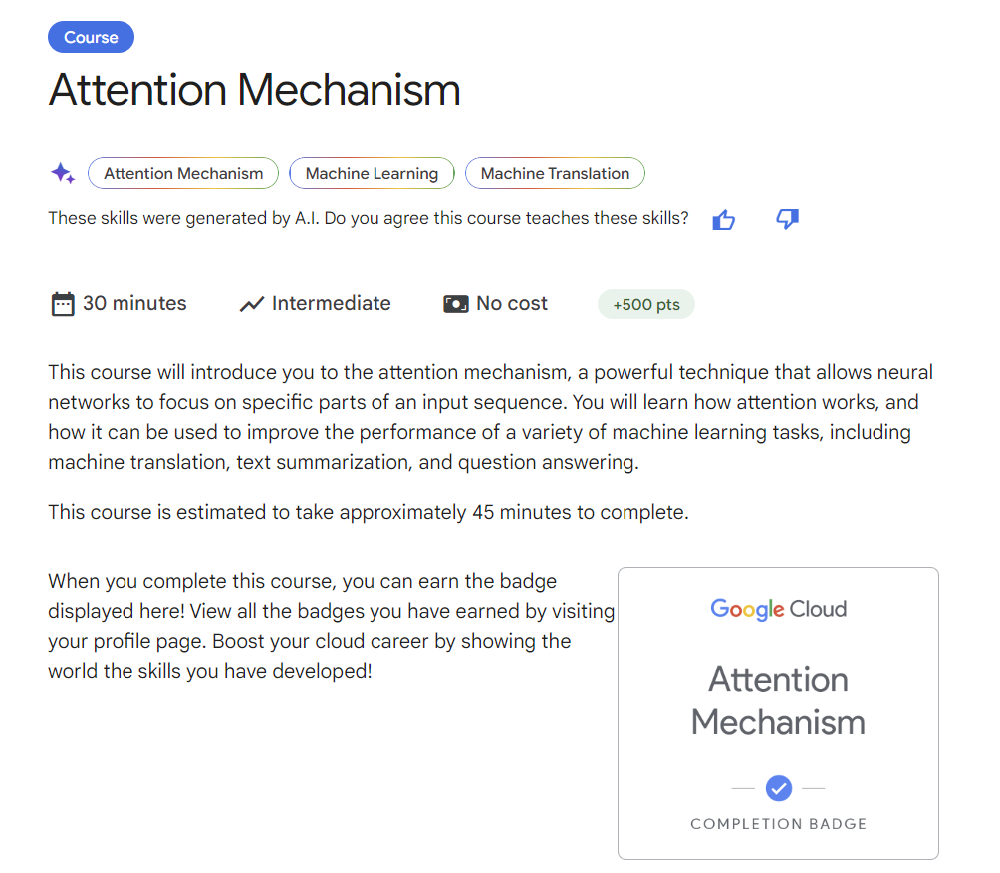 Course
Attention Mechanism
Attention Mechanism Machine Learning Machine Translation
These skills were generated by A.I. Do you agree this course teaches these skills?
30 minutes Intermediate No cost +500 pts
This course will introduce you to the attention mechanism, a powerful technique that allows neural
networks to focus on specific parts of an input sequence. You will learn how attention works, and
how it can be used to improve the performance of a variety of machine learning tasks, including
machine translation, text summarization, and question answering.
This course is estimated to take approximately 45 minutes to complete.
When you complete this course, you can earn the badge
displayed here! View all the badges you have earned by visiting
your profile page. Boost your cloud career by showing the
world the skills you have developed!
Google Cloud
Attention
Mechanism
COMPLETION BADGE